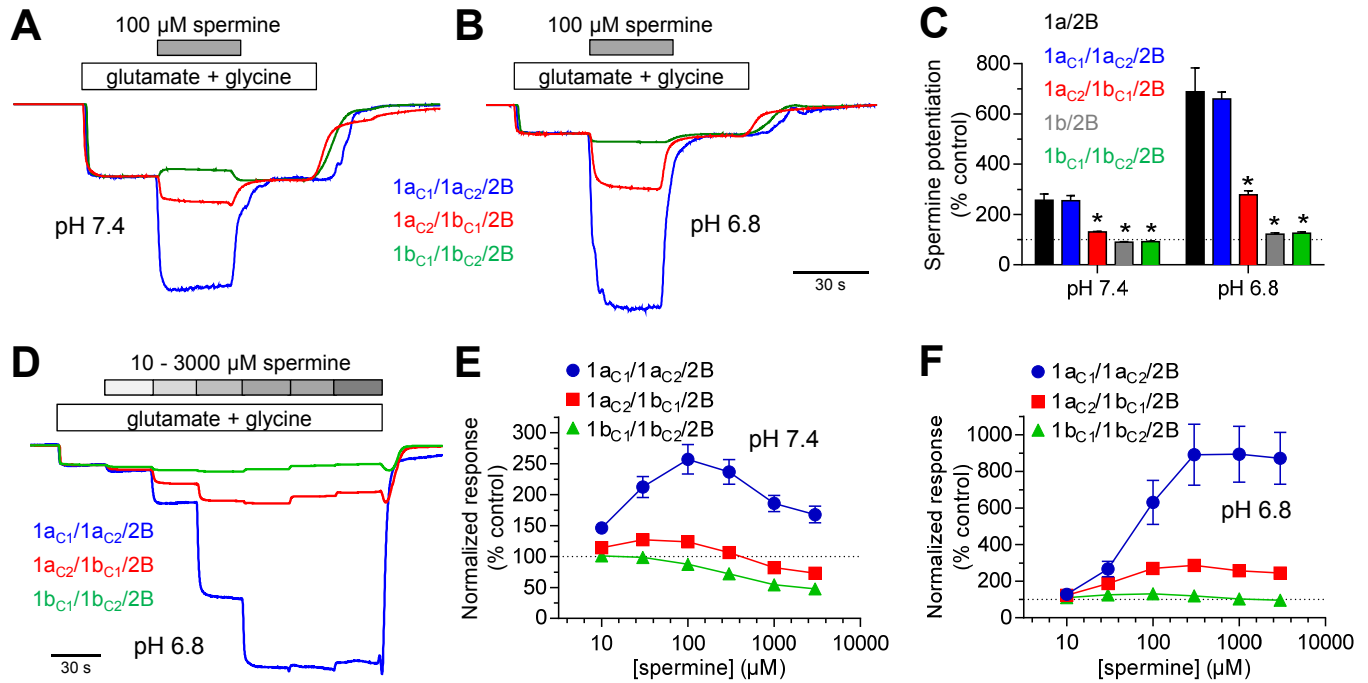 A
100 µM spermine
glutamate + glycine
pH 7.4
B
100 µM spermine
glutamate + glycine
pH 6.8
1aC1/1aC2/2B
1aC2/1bC1/2B
1bC1/1bC2/2B
30 s
C
1a/2B
1aC1/1aC2/2B
1aC2/1bC1/2B
1b/2B
1bC1/1bC2/2B
Spermine potentiation
(% control)
800
600
400
200
0
* * *
* * *
pH 7.4 pH 6.8
D
10 - 3000 µM spermine
glutamate + glycine
1aC1/1aC2/2B
1aC2/1bC1/2B
1bC1/1bC2/2B
pH 6.8
30 s
E
1aC1/1aC2/2B
1aC2/1bC1/2B
1bC1/1bC2/2B
pH 7.4
Normalized response
(% control)
300
250
200
150
100
50
0
10 100 1000 10000
[spermine] (µM)
F
1aC1/1aC2/2B
1aC2/1bC1/2B
1bC1/1bC2/2B
pH 6.8
Normalized response
(% control)
1000
800
600
400
200
0
10 100 1000 10000
[spermine] (µM)